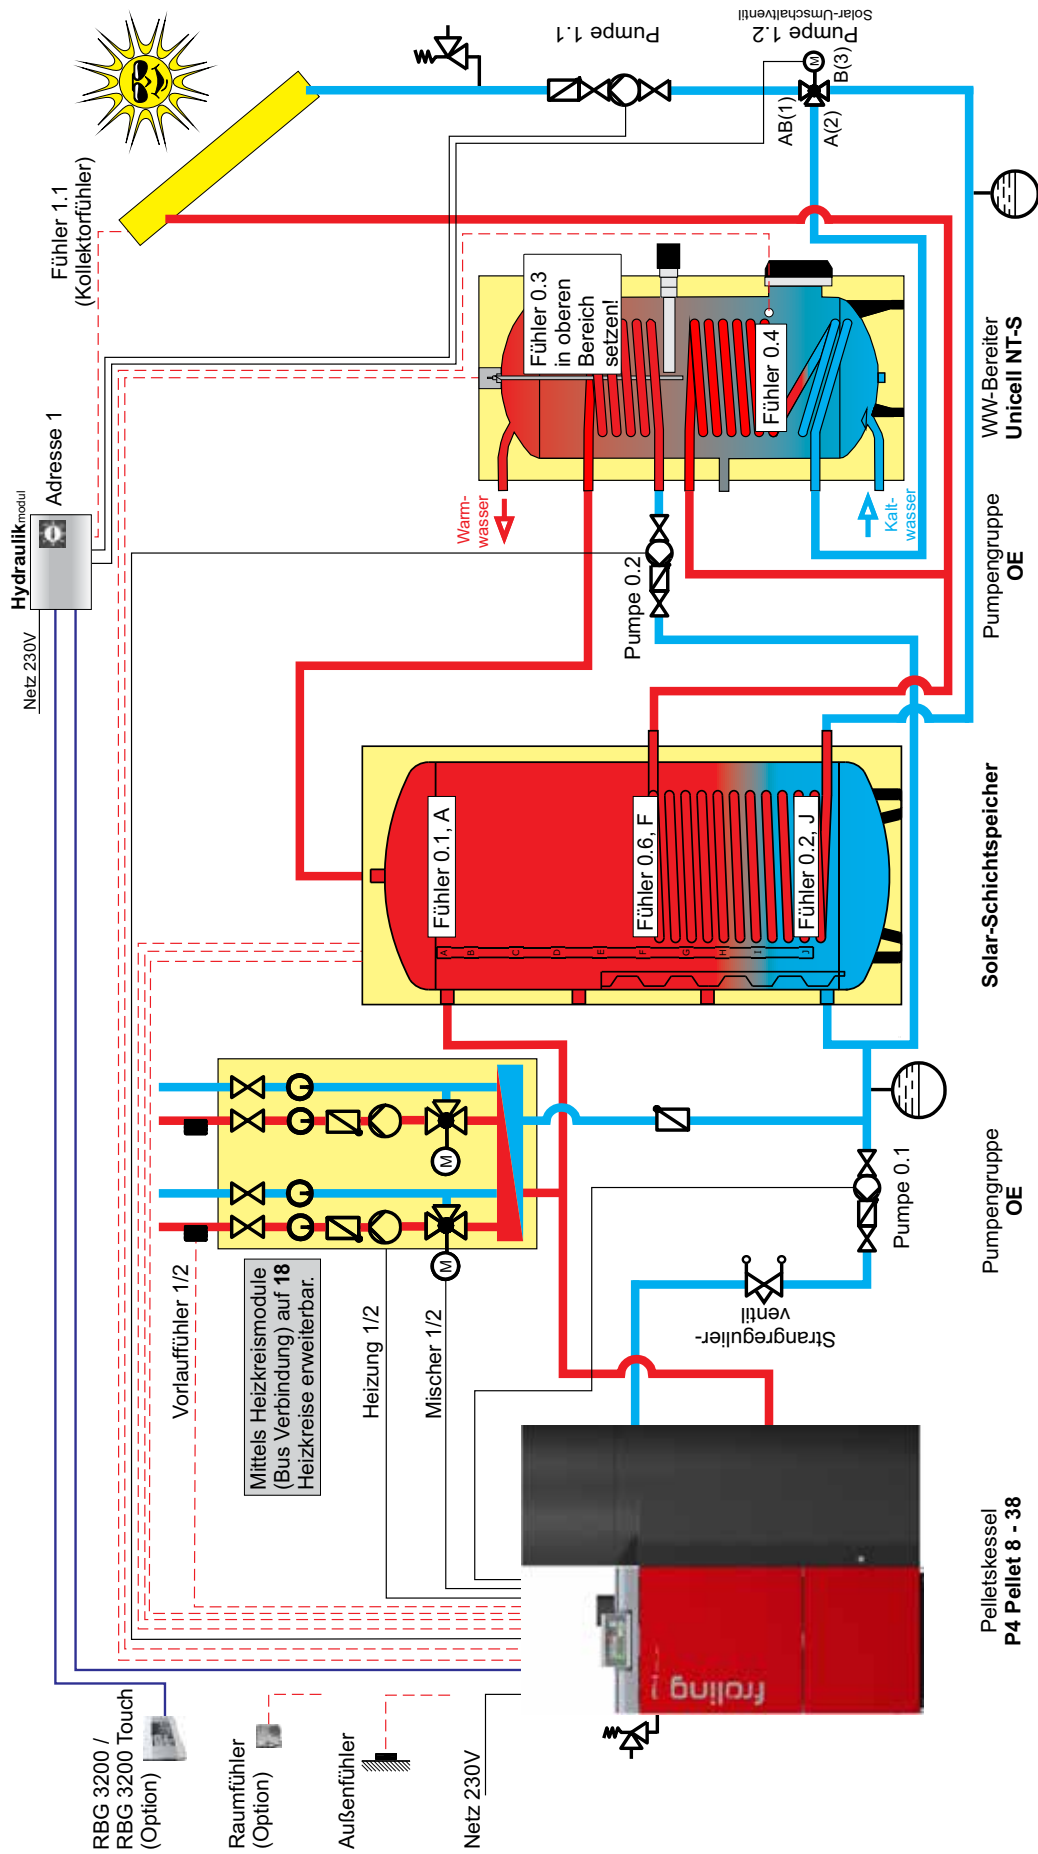 RBG 3200 /
RBG 3200 Touch
(Option)
Raumfühler
(Option)
Außenfühler
Netz 230V
Netz 230V
Hydraulikmodul
Adresse 1
Fühler 1.1
(Kollektorfühler)
Vorlauffühler 1/2
Mittels Heizkreismodule
(Bus Verbindung) auf 18
Heizkreise erweiterbar.
Heizung 1/2
Mischer 1/2
M
M
Strangregulier-
ventil
Pumpe 0.1
froling
Pelletskessel
P4 Pellet 8 - 38
Pumpengruppe
OE
Fühler 0.1, A
Fühler 0.6, F
Fühler 0.2, J
A
B
C
D
E
F
G
H
I
J
Solar-Schichtspeicher
Pumpe 0.2
Pumpengruppe
OE
Warm-
wasser
Kalt-
wasser
Fühler 0.3
in oberen
Bereich
setzen!
Fühler 0.4
WW-Bereiter
Unicell NT-S
Pumpe 1.1
Pumpe 1.2
Solar-Umschaltventil
M
AB(1)
A(2)
B(3)